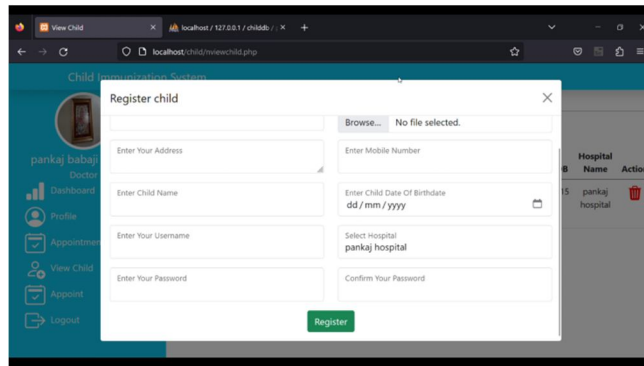 View Child
localhost / 127.0.0.1 / childdb /
localhost/child/nviewchild.php
Child Immunization System
Register child
Browse... No file selected.
Enter Your Address
Enter Mobile Number
Enter Child Name
Enter Child Date Of Birthdate
dd / mm / yyyy
Enter Your Username
Select Hospital
pankaj hospital
Enter Your Password
Confirm Your Password
Register
pankaj babaji
Doctor
Dashboard
Profile
View Child
Appoint
Logout
Hospital
Name
pankaj
hospital